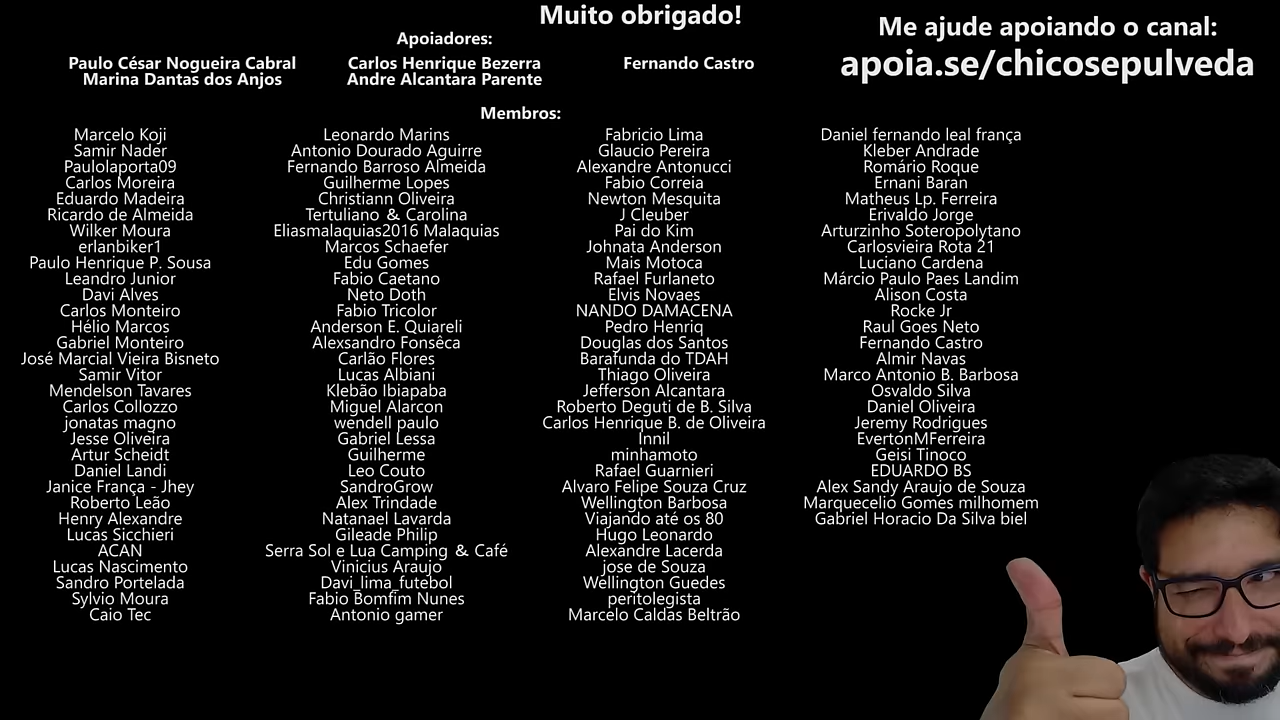 Muito obrigado!
Me ajude apoiando o canal:
apoia.se/chicosepulveda
Apoiadores:
Paulo César Nogueira Cabral
Marina Dantas dos Anjos
Carlos Henrique Bezerra
Andre Alcantara Parente
Fernando Castro
Membros:
Marcelo Koji
Samir Nader
Paulolaporta09
Carlos Moreira
Eduardo Madeira
Ricardo de Almeida
Wilker Moura
erlanbiker1
Paulo Henrique P. Sousa
Leandro Junior
Davi Alves
Carlos Monteiro
Hélio Marcos
Gabriel Monteiro
José Marcial Vieira Bisneto
Samir Vitor
Mendelson Tavares
Carlos Collozzo
jonatas magno
Jesse Oliveira
Artur Scheidt
Daniel Landi
Janice França - Jhey
Roberto Leão
Henry Alexandre
Lucas Sicchieri
ACAN
Lucas Nascimento
Sandro Portelada
Sylvio Moura
Caio Tec
Leonardo Marins
Antonio Dourado Aguirre
Fernando Barroso Almeida
Guilherme Lopes
Christiann Oliveira
Tertuliano & Carolina
Eliasmalaquias2016 Malaquias
Marcos Schaefer
Edu Gomes
Fabio Caetano
Neto Doth
Fabio Tricolor
Anderson E. Quiareli
Alexsandro Fonsêca
Carlão Flores
Lucas Albiani
Klebão Ibiapaba
Miguel Alarcon
wendell paulo
Gabriel Lessa
Guilherme
Leo Couto
SandroGrow
Alex Trindade
Natanael Lavarda
Gileade Philip
Serra Sol e Lua Camping & Café
Vinicius Araujo
Davi_lima_futebol
Fabio Bomfim Nunes
Antonio gamer
Fabricio Lima
Glaucio Pereira
Alexandre Antonucci
Fabio Correia
Newton Mesquita
J Cleuber
Pai do Kim
Johnata Anderson
Mais Motoca
Rafael Furlaneto
Elvis Novaes
NANDO DAMACENA
Pedro Henriq
Douglas dos Santos
Barafunda do TDAH
Thiago Oliveira
Jefferson Alcantara
Roberto Deguti de B. Silva
Carlos Henrique B. de Oliveira
Innil
minhamoto
Rafael Guarnieri
Alvaro Felipe Souza Cruz
Wellington Barbosa
Viajando até os 80
Hugo Leonardo
Alexandre Lacerda
jose de Souza
Wellington Guedes
peritolegista
Marcelo Caldas Beltrão
Daniel fernando leal frança
Kleber Andrade
Romário Roque
Ernani Baran
Matheus Lp. Ferreira
Erivaldo Jorge
Arturzinho Soteropolytano
Carlosvieira Rota 21
Luciano Cardena
Márcio Paulo Paes Landim
Alison Costa
Rocke Jr
Raul Goes Neto
Fernando Castro
Almir Navas
Marco Antonio B. Barbosa
Osvaldo Silva
Daniel Oliveira
Jeremy Rodrigues
EvertonMFerreira
Geisi Tinoco
EDUARDO BS
Alex Sandy Araujo de Souza
Marquecelio Gomes milhomem
Gabriel Horacio Da Silva biel